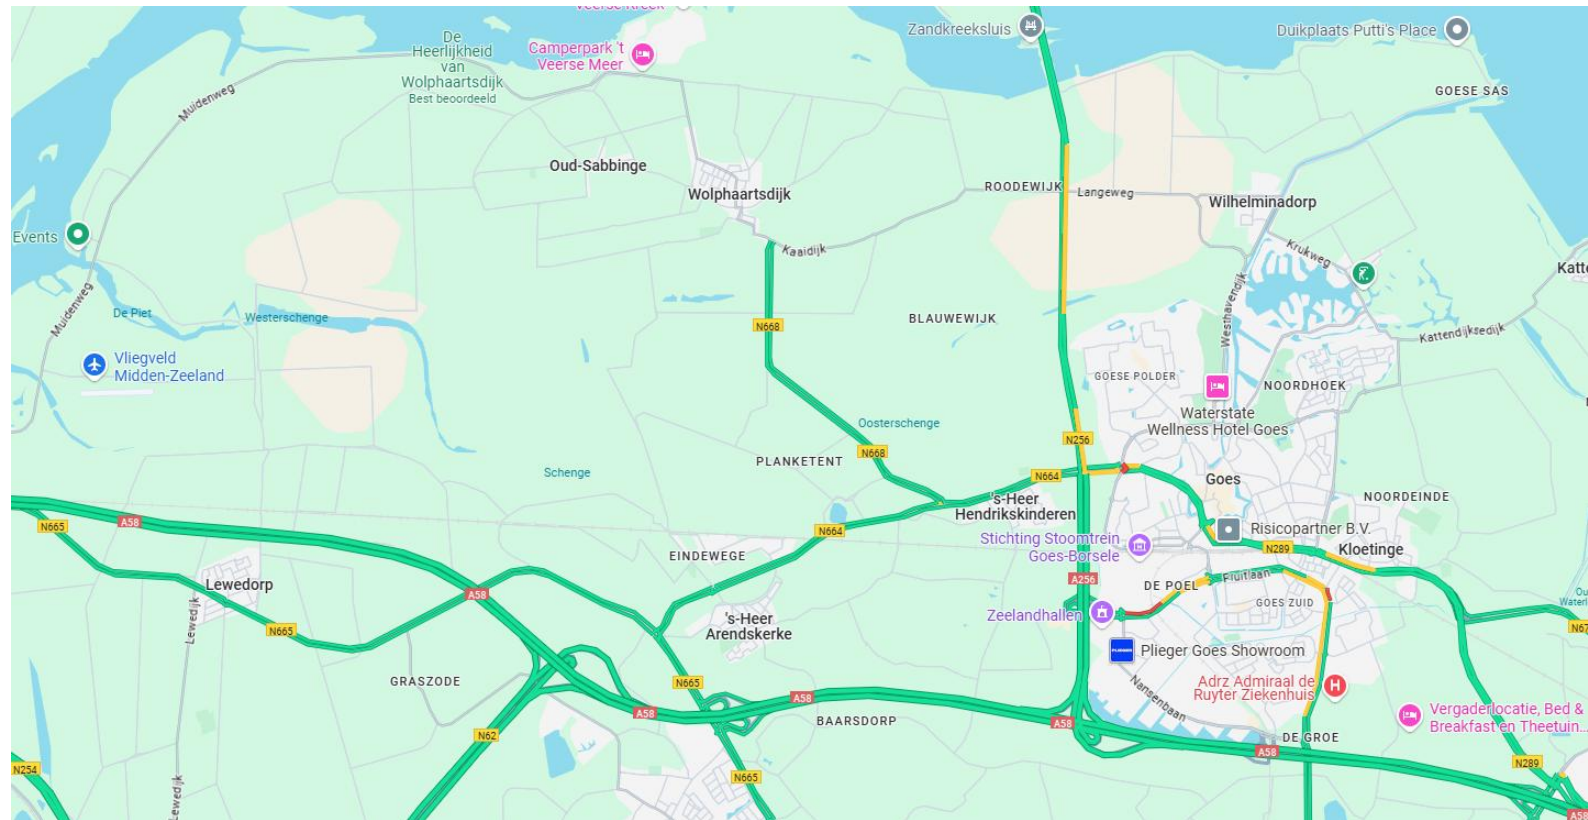 Veerse Kreek
De
Heerlijkheid
van
Wolphaartsdijk
Best beoordeeld
Camperpark 't
Veerse Meer
Zandkreeksluis
Duikplaats Putti's Place
Muidenweg
GOESE SAS
Oud-Sabbinge
Wolphaartsdijk
ROODEWIJK
Langeweg
Wilhelminadorp
Events
Kaaidijk
Krukweg
Muidenweg
De Piet
Westerschenge
N668
BLAUWEWIJK
Westhavendijk
Kattendijksedijk
Vliegveld
Midden-Zeeland
GOESE POLDER
NOORDHOEK
Waterstate
Wellness Hotel Goes
Oosterschenge
N256
N668
PLANKETENT
Schenge
N664
Goes
's-Heer
Hendrikskinderen
NOORDEINDE
A58
N665
N664
Risicopartner B.V.
Stichting Stoomtrein
Goes-Borsele
N289
Kloetinge
EINDEWEGE
Lewedorp
A58
A256
DE POEL
Fruitlaan
GOES ZUID
Lewedijk
N665
's-Heer
Arendskerke
Zeelandhallen
Plieger Goes Showroom
GRASZODE
N665
A58
Adrz Admiraal de
Ruyter Ziekenhuis
Nansenbaan
A58
BAARSDORP
A58
Vergaderlocatie, Bed &
Breakfast en Theetuin...
N62
DE GROE
A58
N254
N665
N289
Lewedijk
A58